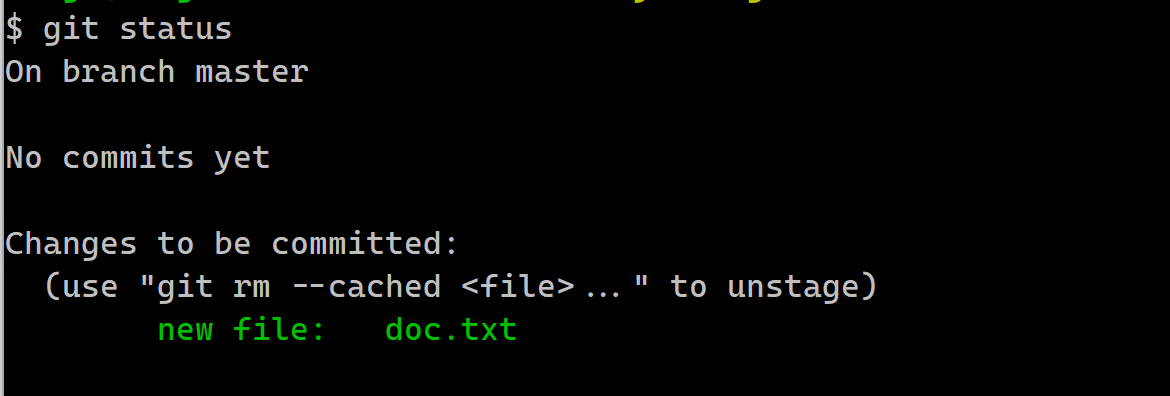 $ git status
On branch master
No commits yet
Changes to be committed:
(use "git rm --cached <file>..." to unstage)
new file: doc.txt